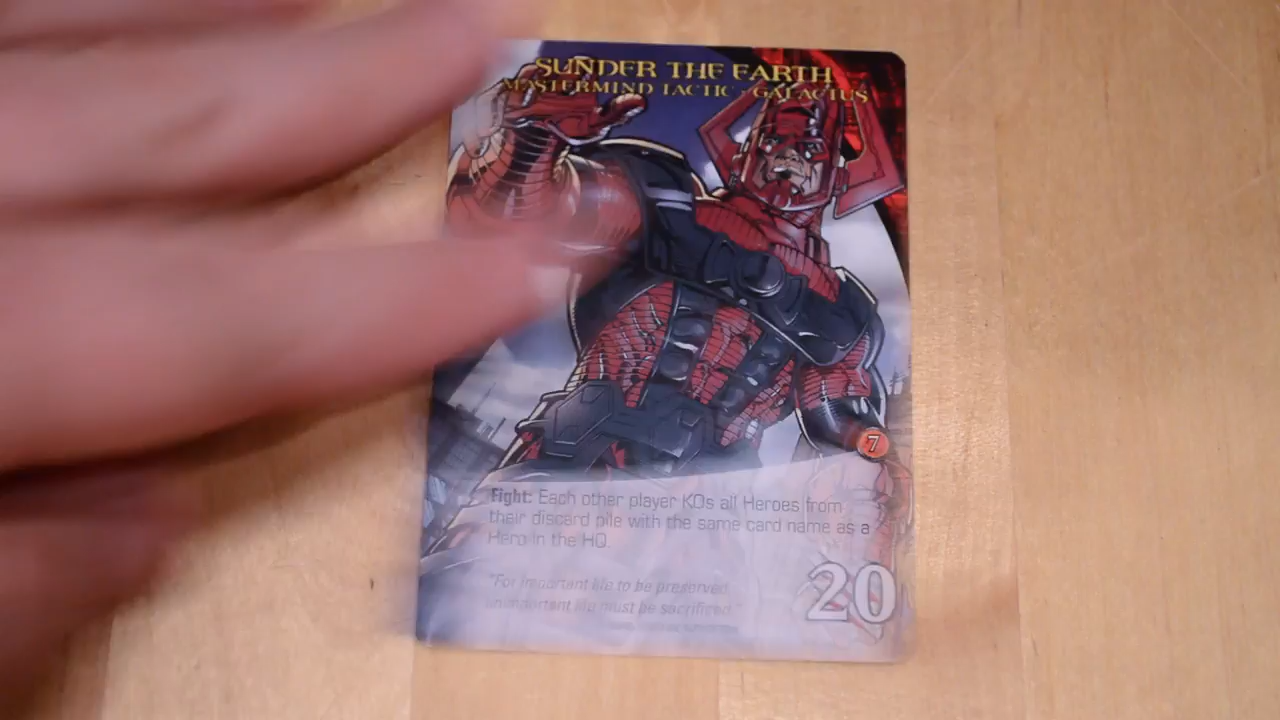 SUNDER THE EARTH
MASTERMIND TACTIC - GALACTUS
7
Fight: Each other player KOs all Heroes from
their discard pile with the same card name as a
Hero in the HQ.
"For important life to be preserved,
unimportant life must be sacrificed."
20